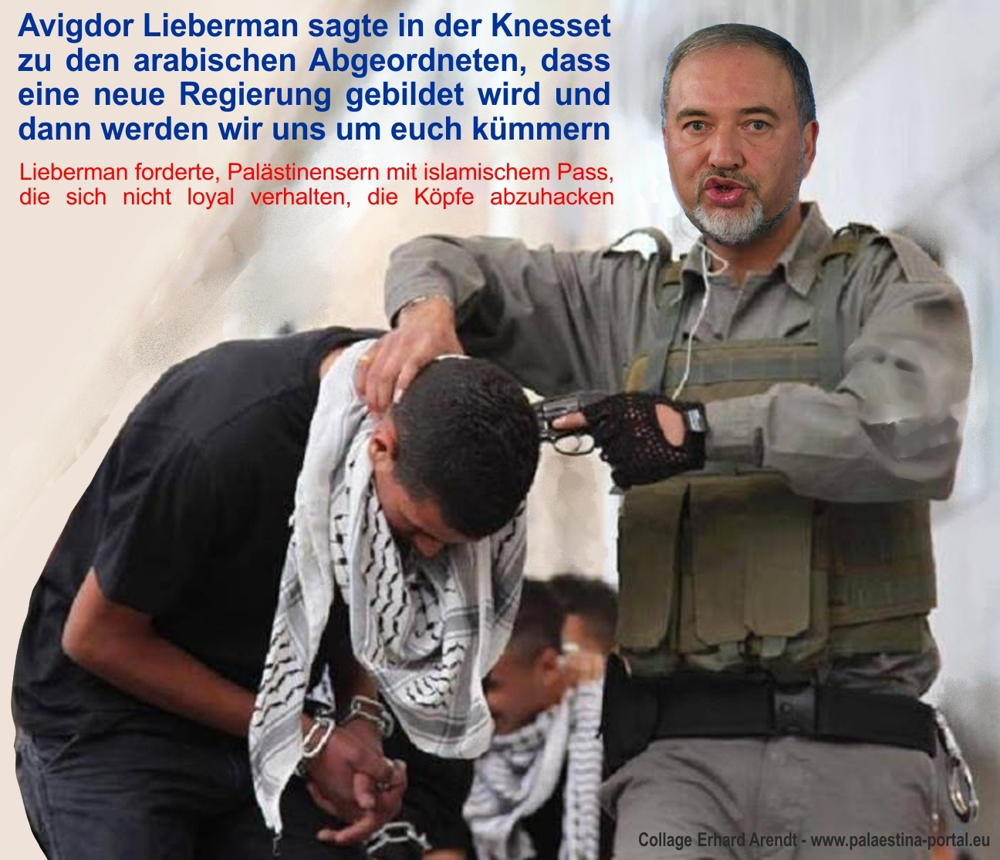 Avigdor Lieberman sagte in der Knesset
zu den arabischen Abgeordneten, dass
eine neue Regierung gebildet wird und
dann werden wir uns um euch kümmern
Lieberman forderte, Palästinensern mit islamischem Pass,
die sich nicht loyal verhalten, die Köpfe abzuhacken
Collage Erhard Arendt - www.palaestina-portal.eu